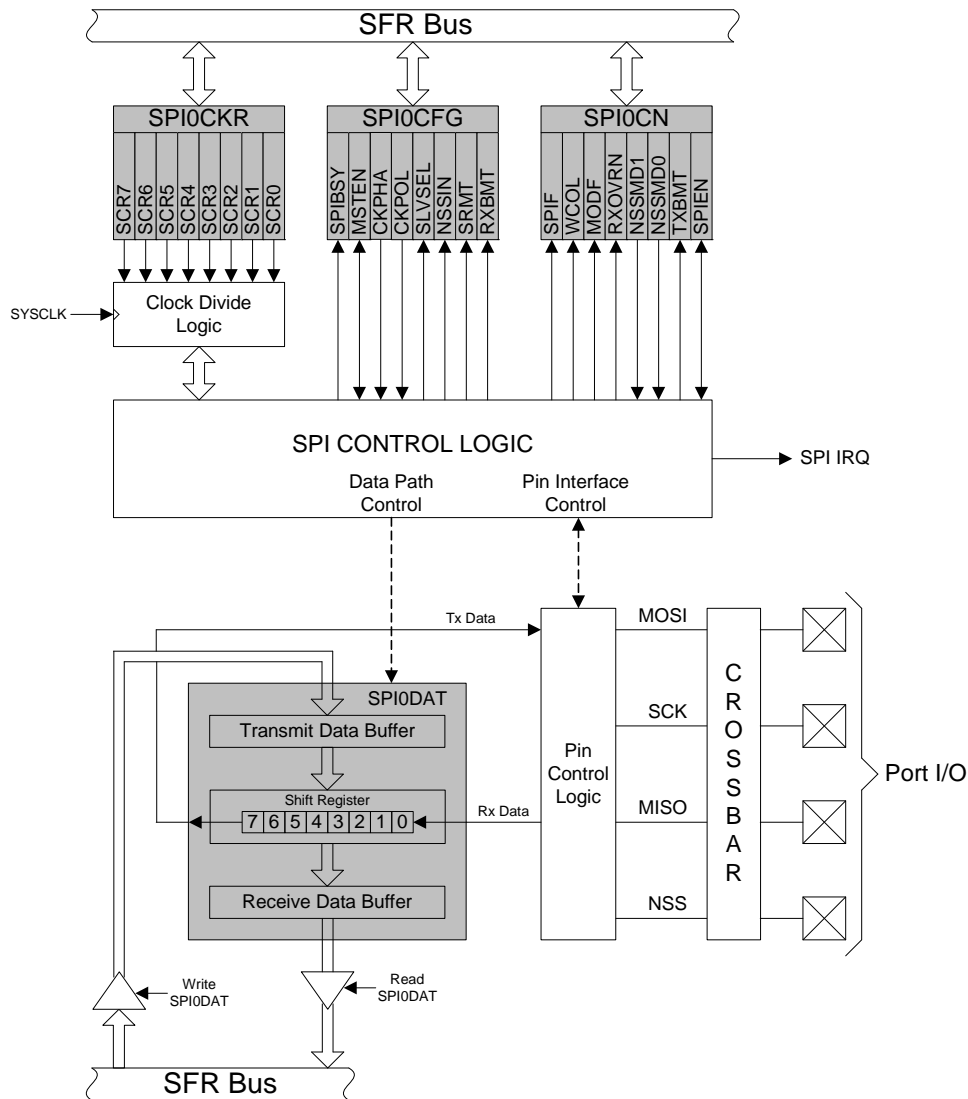 SFR Bus
SPI0CKR
SPI0CFG
SPI0CN
SCR7
SCR6
SCR5
SCR4
SCR3
SCR2
SCR1
SCR0
SPIBSY
MSTEN
CKPHA
CKPOL
SLVSEL
NSSIN
SRMT
RXBMT
SPIF
WCOL
MODF
RXOVRN
NSSMD1
NSSMD0
TXBMT
SPIEN
SYSCLK
Clock Divide
Logic
SPI CONTROL LOGIC
SPI IRQ
Data Path
Control
Pin Interface
Control
Tx Data
MOSI
SPI0DAT
Transmit Data Buffer
SCK
Pin
Control
Logic
CROSSBAR
Port I/O
Shift Register
7 6 5 4 3 2 1 0
Rx Data
MISO
Receive Data Buffer
NSS
Write
SPI0DAT
Read
SPI0DAT
SFR Bus